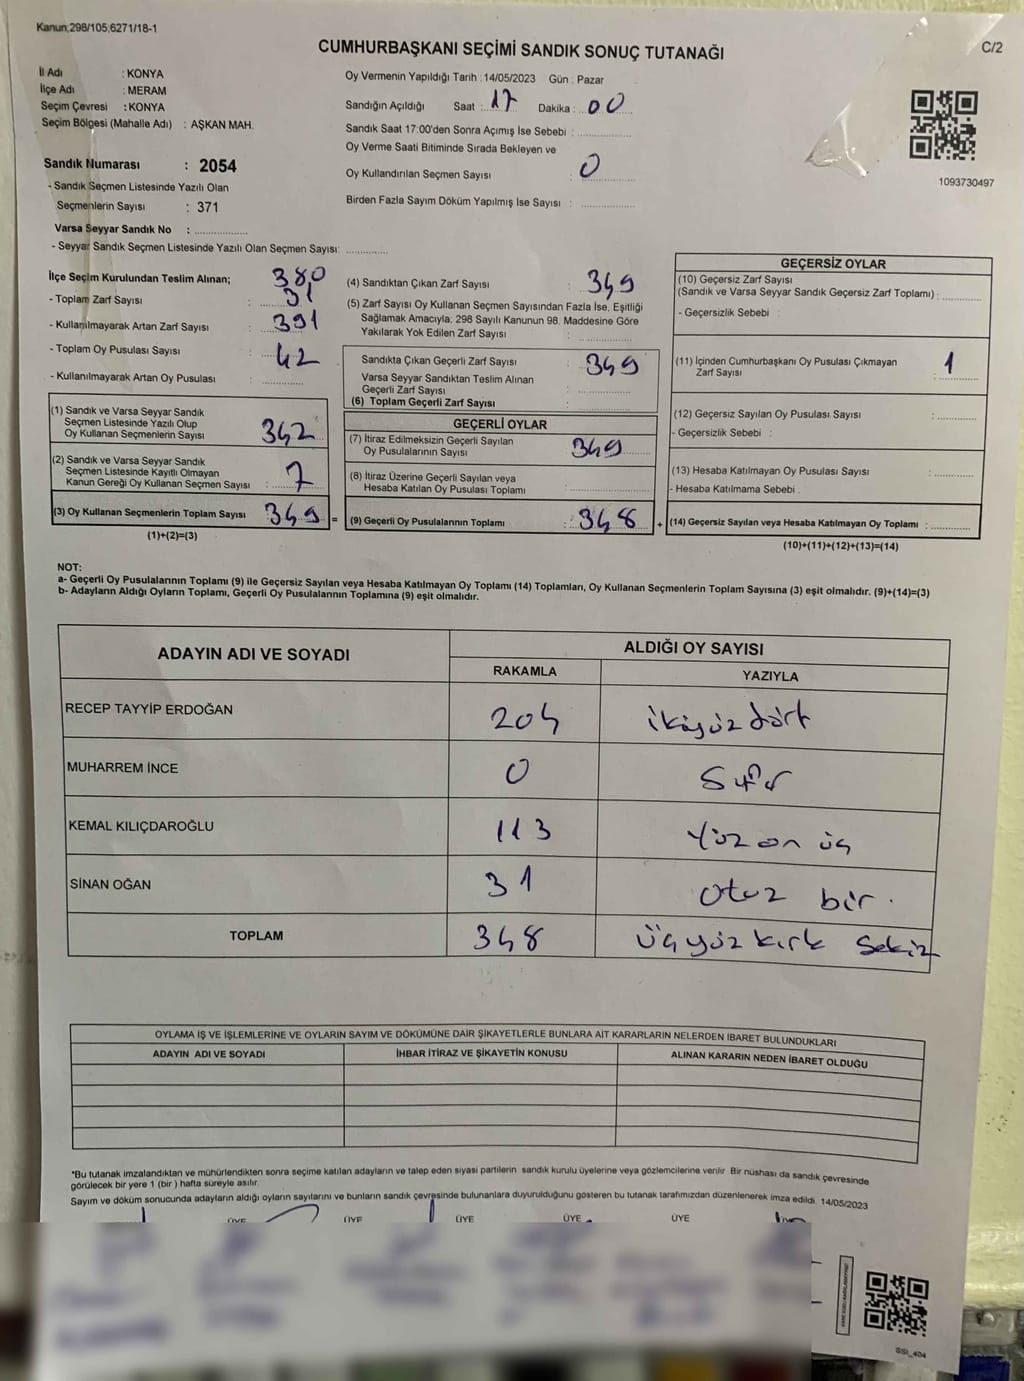 Kanun;298/105;6271/18-1
CUMHURBAŞKANI SEÇİMİ SANDIK SONUÇ TUTANAĞI
C/2
İl Adı : KONYA
İlçe Adı : MERAM
Seçim Çevresi : KONYA
Seçim Bölgesi (Mahalle Adı) : AŞKAN MAH.
Sandık Numarası : 2054
- Sandık Seçmen Listesinde Yazılı Olan
Seçmenlerin Sayısı : 371
Varsa Seyyar Sandık No : ..............
- Seyyar Sandık Seçmen Listesinde Yazılı Olan Seçmen Sayısı: ............
Oy Vermenin Yapıldığı Tarih : 14/05/2023 Gün : Pazar
Sandığın Açıldığı Saat : 17 Dakika : 00
Sandık Saat 17:00'den Sonra Açımış İse Sebebi : ..............
Oy Verme Saati Bitiminde Sırada Bekleyen ve
Oy Kullandırılan Seçmen Sayısı : 0
Birden Fazla Sayım Döküm Yapılmış İse Sayısı : ..............
1093730497
İlçe Seçim Kurulundan Teslim Alınan; 380
- Toplam Zarf Sayısı : 31
- Kullanılmayarak Artan Zarf Sayısı : 391
- Toplam Oy Pusulası Sayısı : 42
- Kullanılmayarak Artan Oy Pusulası : ..............
(1) Sandık ve Varsa Seyyar Sandık
Seçmen Listesinde Yazılı Olup
Oy Kullanan Seçmenlerin Sayısı 342
(2) Sandık ve Varsa Seyyar Sandık
Seçmen Listesinde Kayıtlı Olmayan
Kanun Gereği Oy Kullanan Seçmen Sayısı : 7
(3) Oy Kullanan Seçmenlerin Toplam Sayısı 349 =
(1)+(2)=(3)
(4) Sandıktan Çıkan Zarf Sayısı : 349
(5) Zarf Sayısı Oy Kullanan Seçmen Sayısından Fazla İse, Eşitliği
Sağlamak Amacıyla; 298 Sayılı Kanunun 98. Maddesine Göre
Yakılarak Yok Edilen Zarf Sayısı : ..............
Sandıkta Çıkan Geçerli Zarf Sayısı : 349
Varsa Seyyar Sandıktan Teslim Alınan
Geçerli Zarf Sayısı : ..............
(6) Toplam Geçerli Zarf Sayısı : ..............
GEÇERLİ OYLAR
(7) İtiraz Edilmeksizin Geçerli Sayılan
Oy Pusulalarının Sayısı 349
(8) İtiraz Üzerine Geçerli Sayılan veya
Hesaba Katılan Oy Pusulası Toplamı : ..............
(9) Geçerli Oy Pusulalarının Toplamı : 348 +
GEÇERSİZ OYLAR
(10) Geçersiz Zarf Sayısı
(Sandık ve Varsa Seyyar Sandık Geçersiz Zarf Toplamı) : ............
- Geçersizlik Sebebi :
(11) İçinden Cumhurbaşkanı Oy Pusulası Çıkmayan
Zarf Sayısı : 1
(12) Geçersiz Sayılan Oy Pusulası Sayısı : ............
- Geçersizlik Sebebi :
(13) Hesaba Katılmayan Oy Pusulası Sayısı : ............
- Hesaba Katılmama Sebebi :
(14) Geçersiz Sayılan veya Hesaba Katılmayan Oy Toplamı : ............
(10)+(11)+(12)+(13)=(14)
NOT:
a- Geçerli Oy Pusulalarının Toplamı (9) ile Geçersiz Sayılan veya Hesaba Katılmayan Oy Toplamı (14) Toplamları, Oy Kullanan Seçmenlerin Toplam Sayısına (3) eşit olmalıdır. (9)+(14)=(3)
b- Adayların Aldığı Oyların Toplamı, Geçerli Oy Pusulalarının Toplamına (9) eşit olmalıdır.
ADAYIN ADI VE SOYADI
ALDIĞI OY SAYISI
RAKAMLA YAZIYLA
RECEP TAYYİP ERDOĞAN 204 ikiyüz dört
MUHARREM İNCE 0 Sıfır
KEMAL KILIÇDAROĞLU 113 Yüz on üç
SİNAN OĞAN 31 otuz bir.
TOPLAM 348 Üçyüz kırk sekiz
OYLAMA İŞ VE İŞLEMLERİNE VE OYLARIN SAYIM VE DÖKÜMÜNE DAİR ŞİKAYETLERLE BUNLARA AİT KARARLARIN NELERDEN İBARET BULUNDUKLARI
ADAYIN ADI VE SOYADI İHBAR İTİRAZ VE ŞİKAYETİN KONUSU ALINAN KARARIN NEDEN İBARET OLDUĞU
*Bu tutanak imzalandıktan ve mühürlendikten sonra seçime katılan adayların ve talep eden siyasi partilerin sandık kurulu üyelerine veya gözlemcilerine verilir. Bir nüshası da sandık çevresinde
görülecek bir yere 1 (bir ) hafta süreyle asılır.
Sayım ve döküm sonucunda adayların aldığı oyların sayılarını ve bunların sandık çevresinde bulunanlara duyurulduğunu gösteren bu tutanak tarafımızdan düzenlenerek imza edildi. 14/05/2023
ÜYE ÜYE ÜYE ÜYE ÜYE
SSI_404